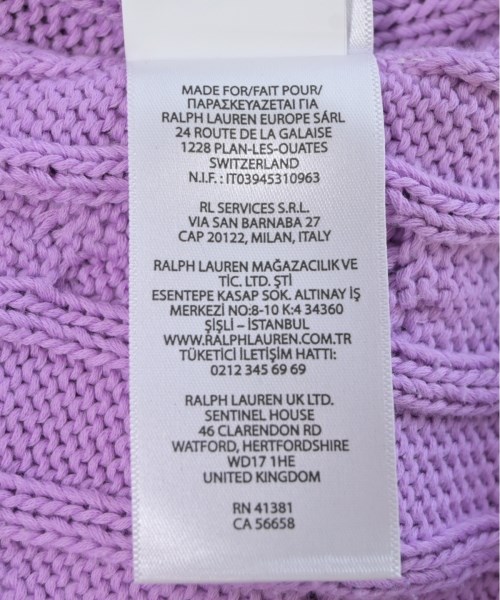 MADE FOR/FAIT POUR/
ΠΑΡΑΣΚΕΥΑΖΕΤΑΙ ΓΙΑ
RALPH LAUREN EUROPE SÁRL
24 ROUTE DE LA GALAISE
1228 PLAN-LES-OUATES
SWITZERLAND
N.I.F. : IT03945310963
RL SERVICES S.R.L.
VIA SAN BARNABA 27
CAP 20122, MILAN, ITALY
RALPH LAUREN MAĞAZACILIK VE
TİC. LTD. ŞTİ
ESENTEPE KASAP SOK. ALTINAY İŞ
MERKEZİ NO:8-10 K:4 34360
ŞİŞLİ – İSTANBUL
WWW.RALPHLAUREN.COM.TR
TÜKETİCİ İLETİŞİM HATTI:
0212 345 69 69
RALPH LAUREN UK LTD.
SENTINEL HOUSE
46 CLARENDON RD
WATFORD, HERTFORDSHIRE
WD17 1HE
UNITED KINGDOM
RN 41381
CA 56658